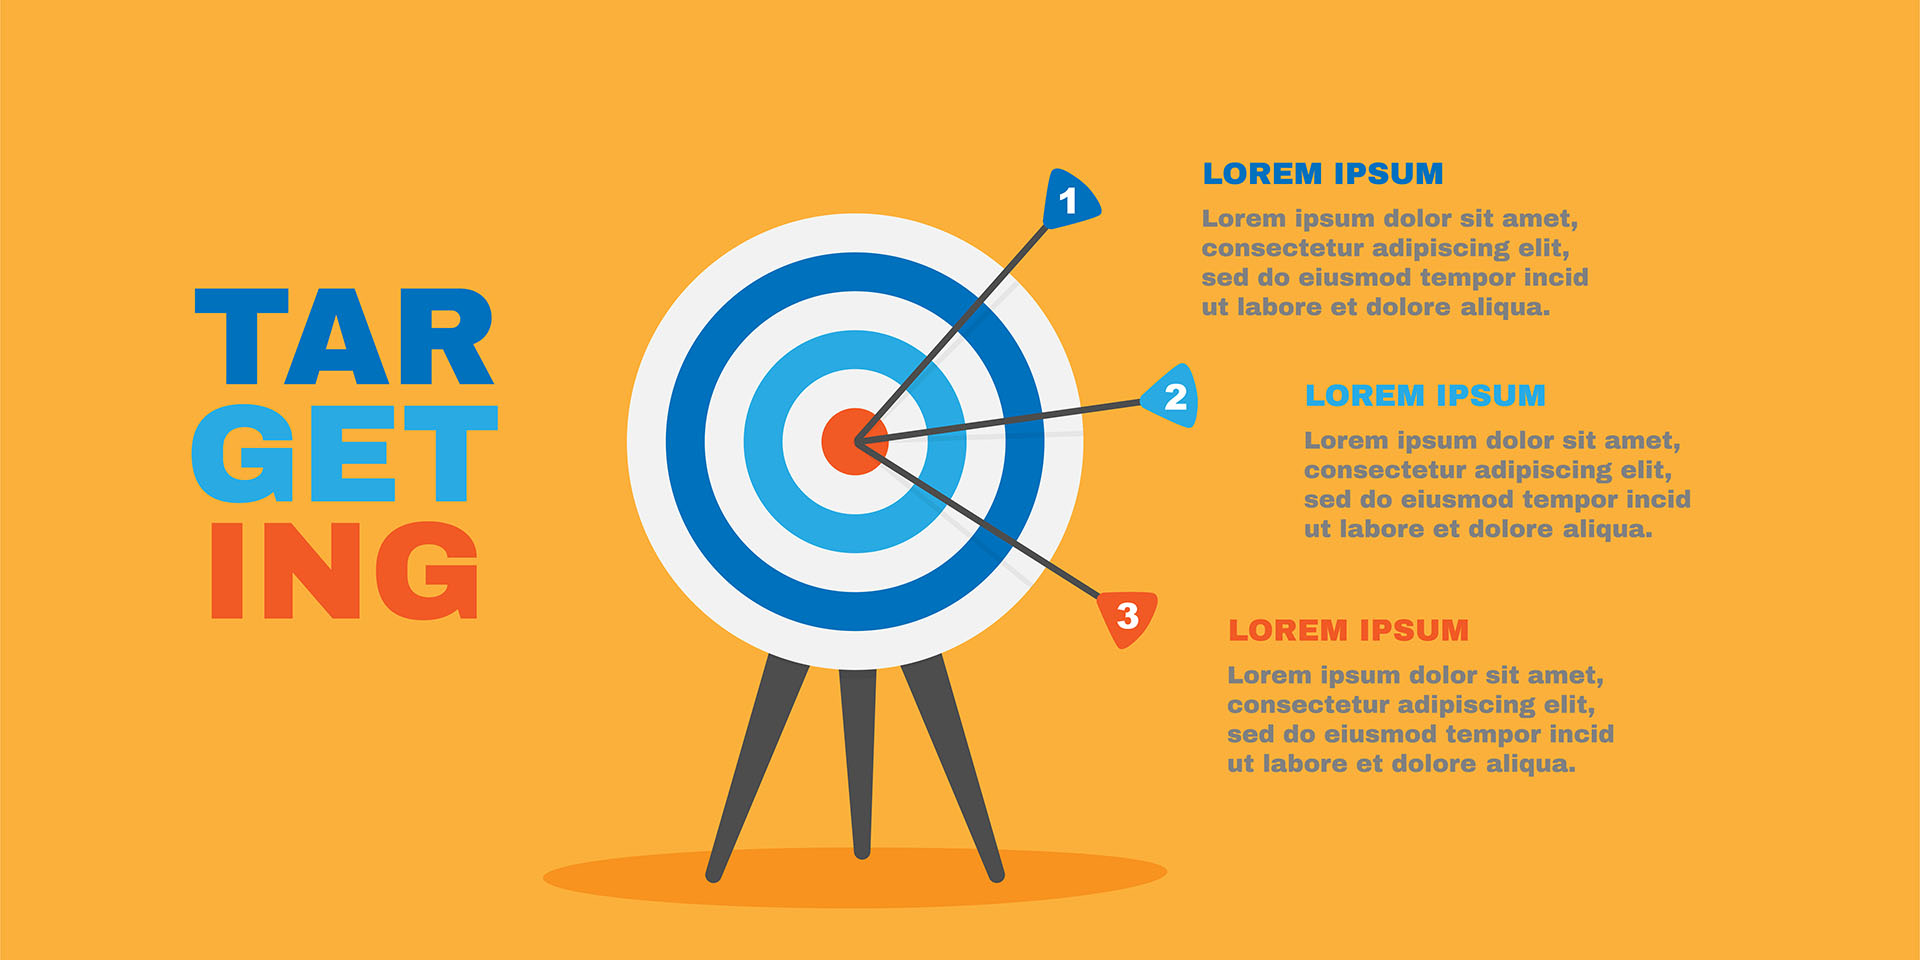 TAR
GET
ING
1
LOREM IPSUM
Lorem ipsum dolor sit amet,
consectetur adipiscing elit,
sed do eiusmod tempor incid
ut labore et dolore aliqua.
2
LOREM IPSUM
Lorem ipsum dolor sit amet,
consectetur adipiscing elit,
sed do eiusmod tempor incid
ut labore et dolore aliqua.
3
LOREM IPSUM
Lorem ipsum dolor sit amet,
consectetur adipiscing elit,
sed do eiusmod tempor incid
ut labore et dolore aliqua.